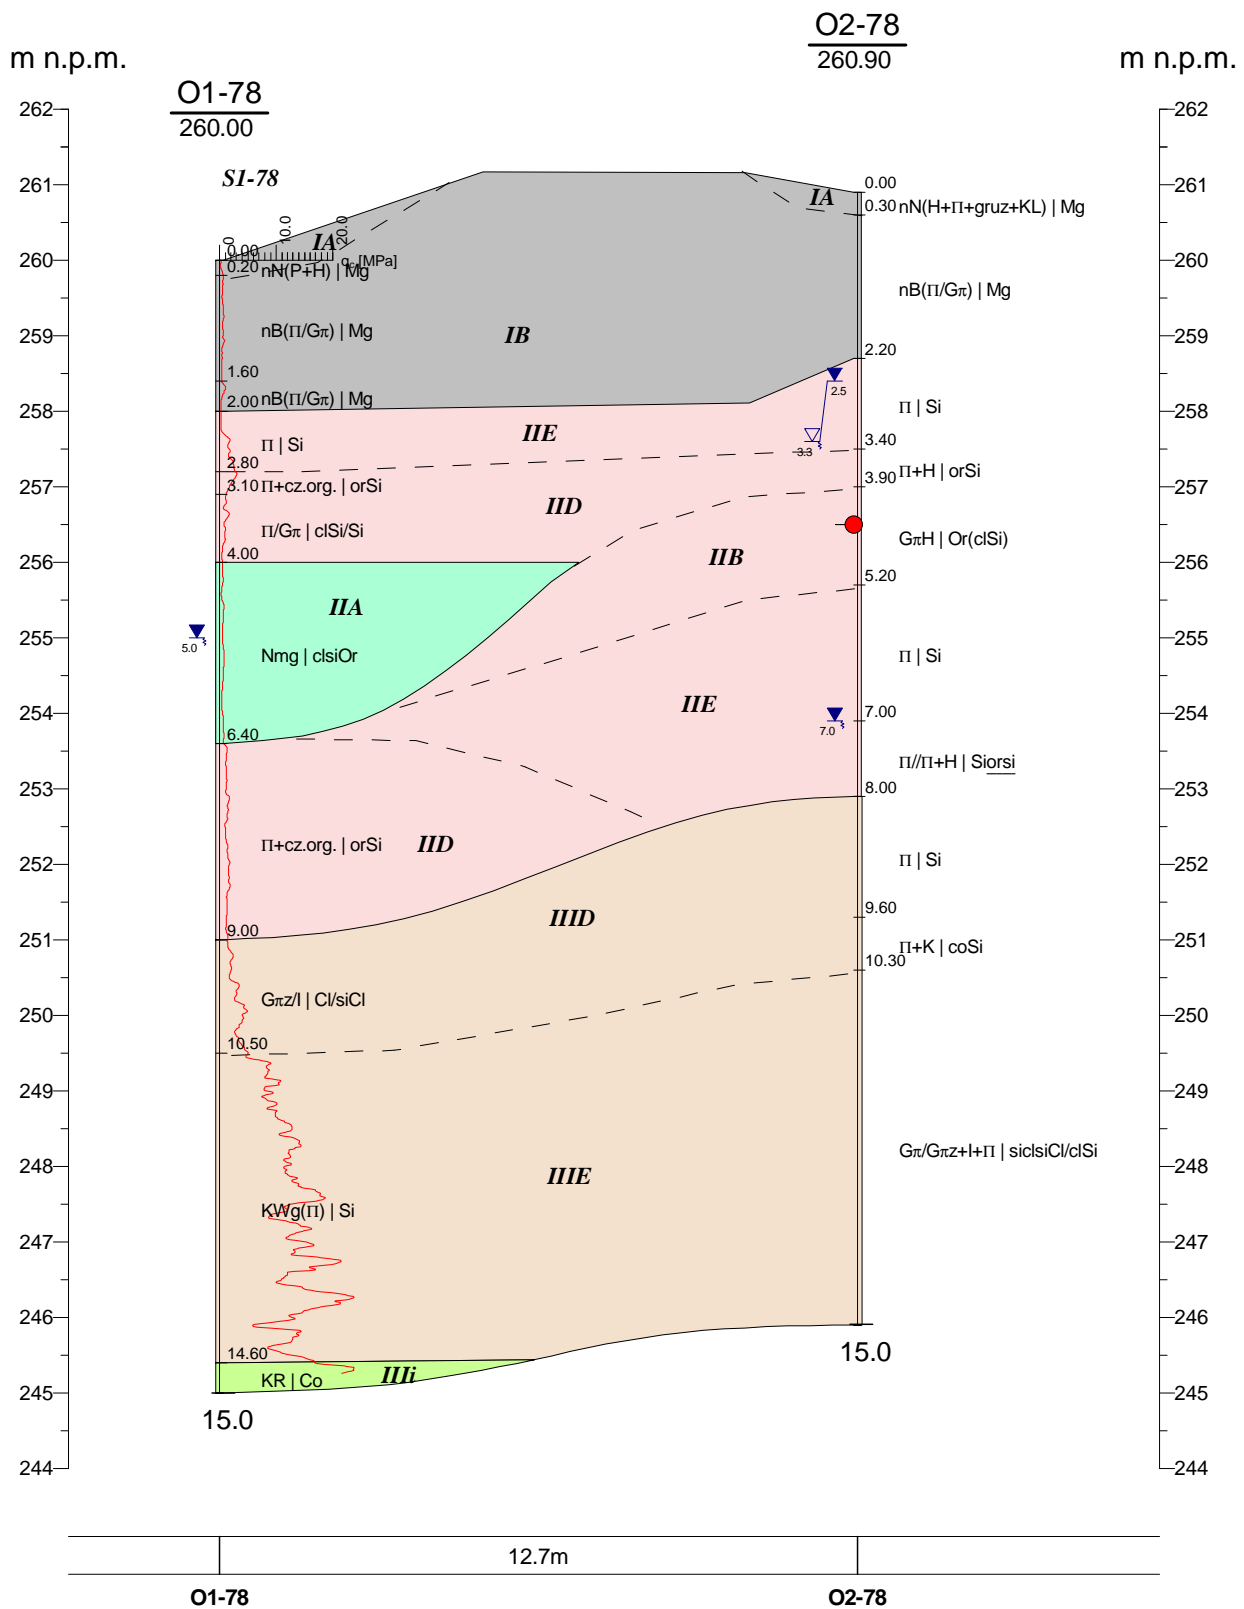 O2-78
m n.p.m.
260.90
m n.p.m.
O1-78
260.00
262
262
S1-78
261
261
0.00
IA
0.30
nN(H+Π+gruz+KL) | Mg
0
10.0
20.0
IA
0.00
260
qc [MPa]
260
0.20
nN(P+H) | Mg
nB(Π/Gπ) | Mg
259
nB(Π/Gπ) | Mg
IB
259
2.20
1.60
2.5
2.00
nB(Π/Gπ) | Mg
258
Π | Si
258
IIE
Π | Si
3.40
3.3
2.80
Π+H | orSi
3.10
Π+cz.org. | orSi
3.90
257
257
IID
Π/Gπ | clSi/Si
GπH | Or(clSi)
4.00
IIB
256
256
5.20
IIA
255
5.0
Nmg | clsiOr
Π | Si
255
IIE
254
7.00
254
7.0
6.40
Π//Π+H | Siorsi
253
8.00
253
Π+cz.org. | orSi
IID
Π | Si
252
252
IIID
9.60
9.00
251
Π+K | coSi
251
10.30
Gπz/I | Cl/siCl
250
250
10.50
249
249
Gπ/Gπz+I+Π | siclsiCl/clSi
248
IIIE
248
KWg(Π) | Si
247
247
246
246
14.60
15.0
KR | Co
IIIi
245
245
15.0
244
244
12.7m
O1-78
O2-78